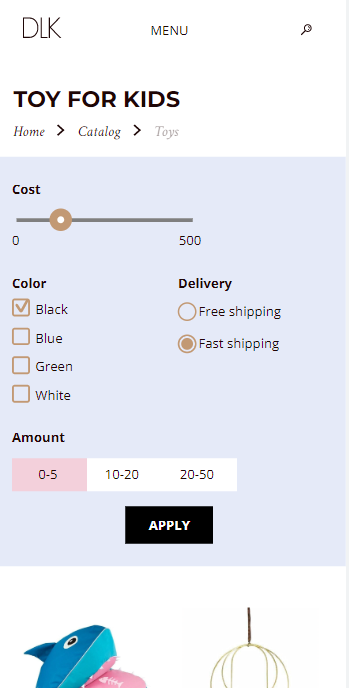 DLK MENU
TOY FOR KIDS
Home Catalog Toys
Cost
0 500
Color
Black
Blue
Green
White
Delivery
Free shipping
Fast shipping
Amount
0-5 10-20 20-50
APPLY